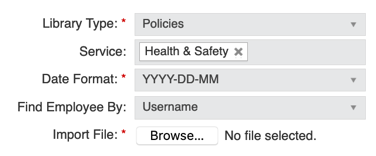 Library Type: * Policies
Service: Health & Safety ✖
Date Format: * YYYY-DD-MM
Find Employee By: Username
Import File: * Browse... No file selected.